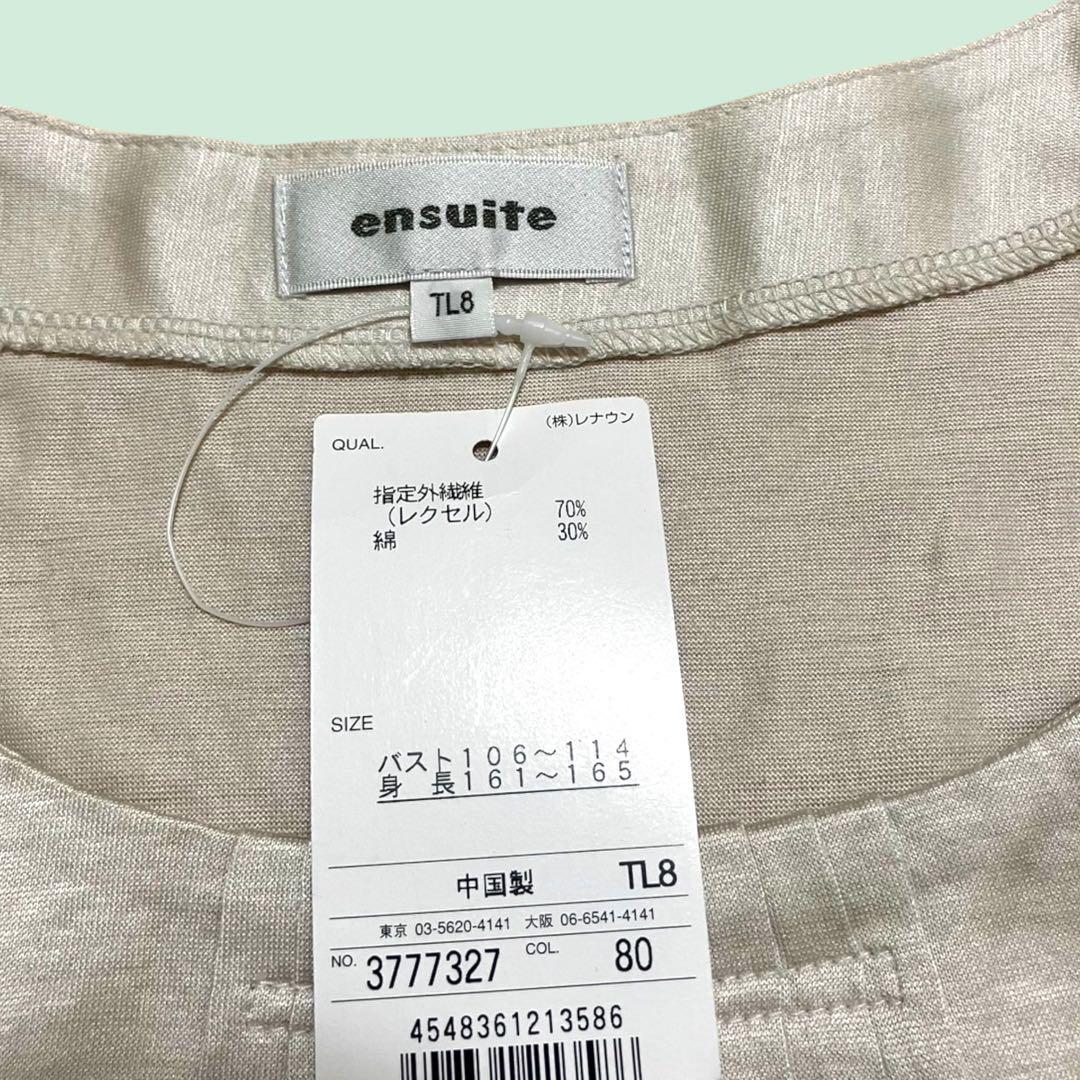 ensuite
TL8
(株)レナウン
QUAL.
指定外繊維
(レクセル) 70%
綿 30%
SIZE
バスト106~114
身 長161~165
中国製 TL8
東京 03-5620-4141 大阪 06-6541-4141
NO. 3777327 COL. 80
4548361213586